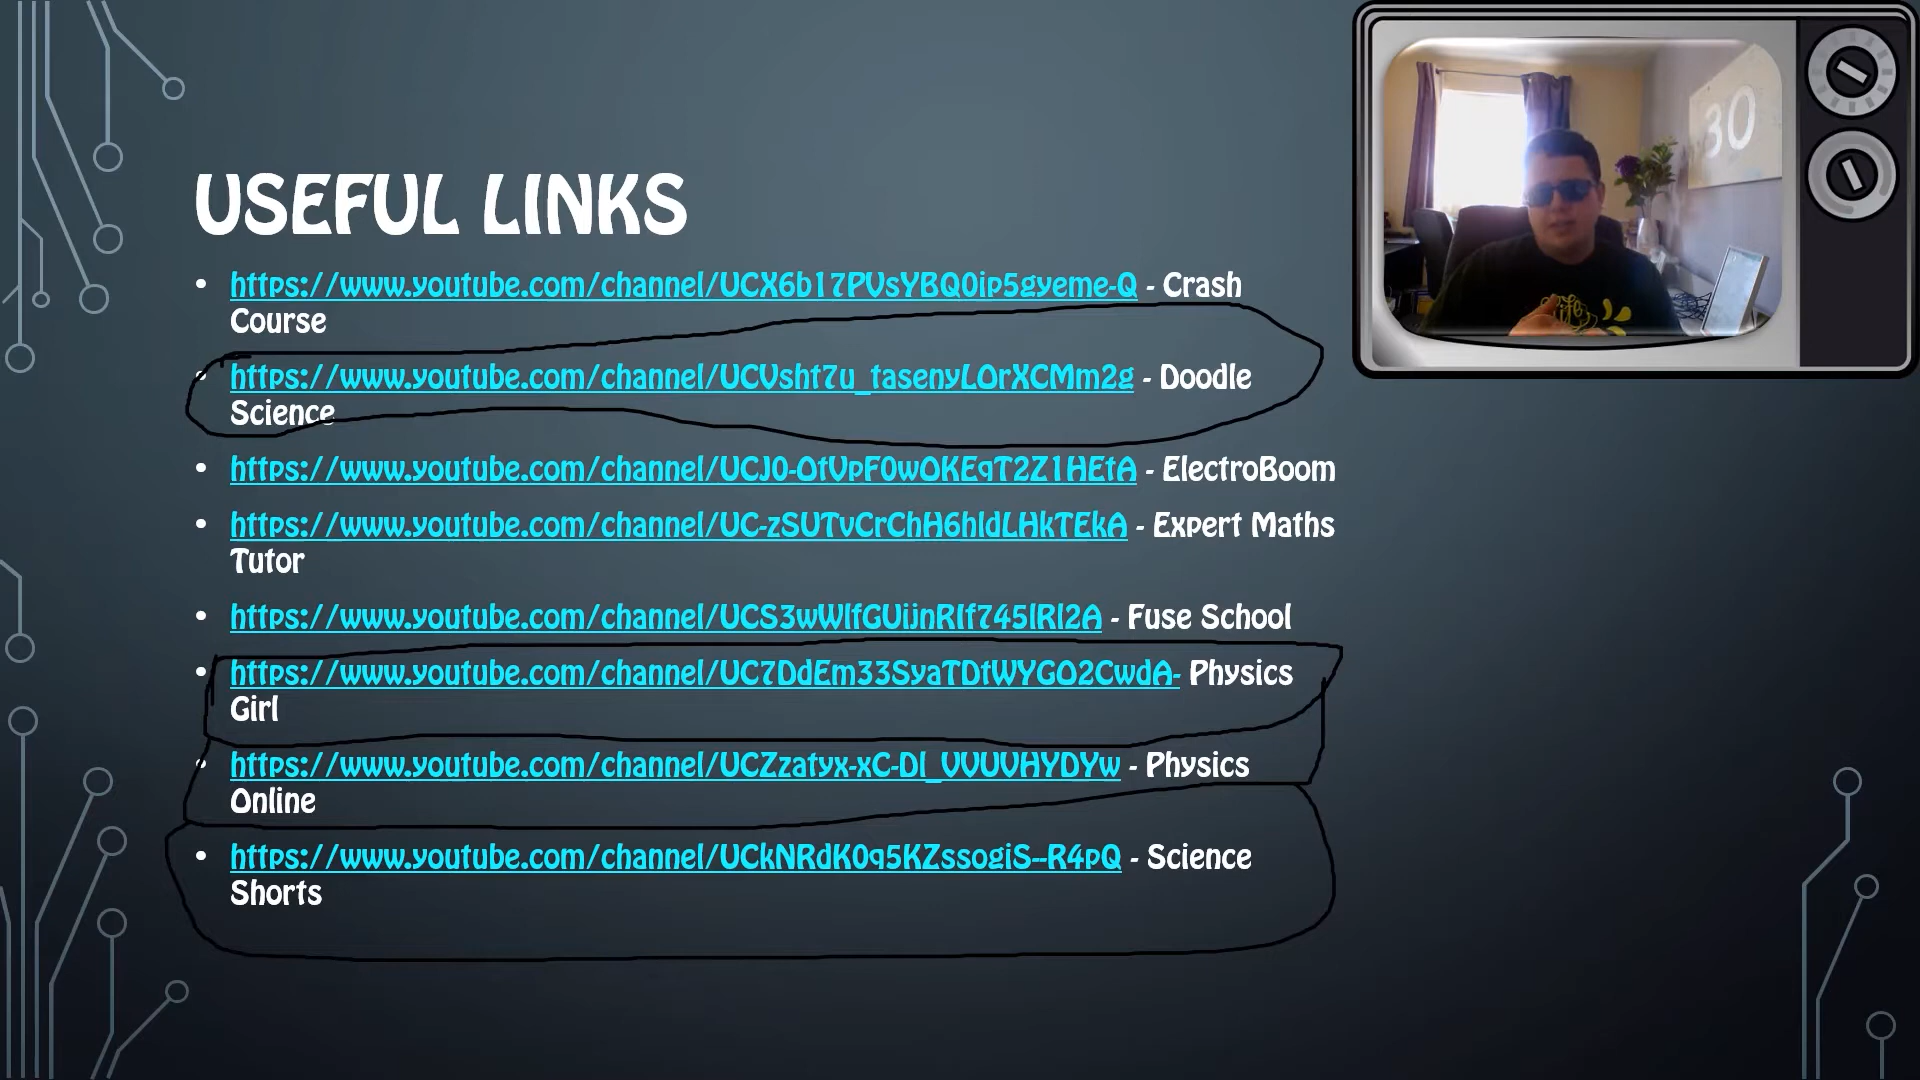 30
USEFUL LINKS
• https://www.youtube.com/channel/UCX6b17PVsYBQ0ip5gyeme-Q - Crash
Course
• https://www.youtube.com/channel/UCVsht7u_fasenyLOrXCMm2g - Doodle
Science
• https://www.youtube.com/channel/UCJ0-OtVpF0wOKEqT2Z1HEtA - ElectroBoom
• https://www.youtube.com/channel/UC-zSUTvCrChH6hldLHkTEkA - Expert Maths
Tutor
• https://www.youtube.com/channel/UCS3wWlfGUijnRIf745lRl2A - Fuse School
• https://www.youtube.com/channel/UC7DdEm33SyaTDtWYGO2CwdA- Physics
Girl
• https://www.youtube.com/channel/UCZzatyx-xC-Dl_VVUVHYDYw - Physics
Online
• https://www.youtube.com/channel/UCkNRdK0q5KZssogiS--R4pQ - Science
Shorts